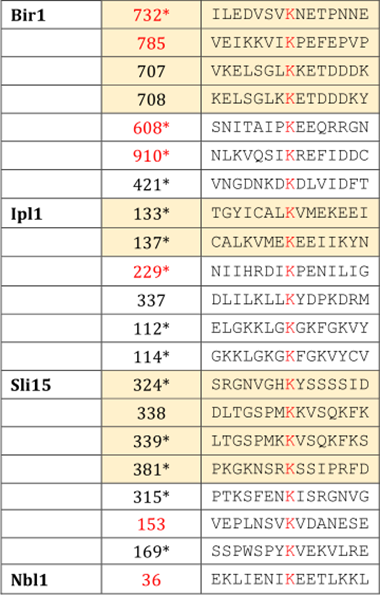 Bir1 732* ILEDVSVKNETPNNE
785 VEIKKVIKPEFEPVP
707 VKELSGLKKETDDDK
708 KELSGLKKETDDDKY
608* SNITAIPKEEQRRGN
910* NLKVQSIKREFIDDC
421* VNGDNKDKDLVIDFT
Ipl1 133* TGYICALKVMEKEEI
137* CALKVMEKEEIIKYN
229* NIIHRDIKPENILIG
337 DLILKLLKYDPKDRM
112* ELGKKLGKGKFGKVY
114* GKKLGKGKFGKVYCV
Sli15 324* SRGNVGHKYSSSSID
338 DLTGSPMKKVSQKFK
339* LTGSPMKKVSQKFKS
381* PKGKNSRKSSIPRFD
315* PTKSFENKISRGNVG
153 VEPLNSVKVDANESE
169* SSPWSPYKVEKVLRE
Nbl1 36 EKLIENIKEETLKKL